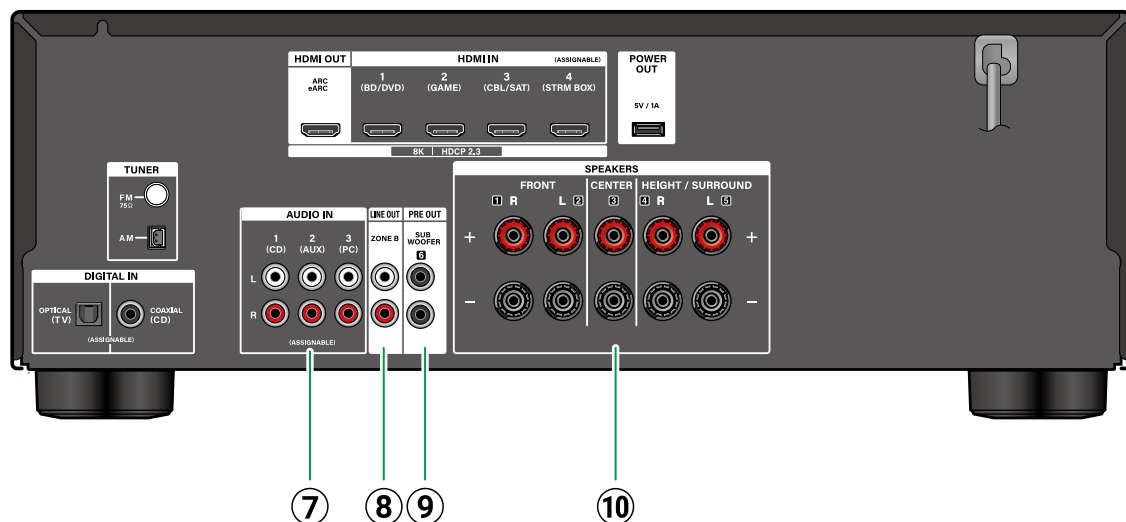 HDMI OUT
HDMI IN
(ASSIGNABLE)
POWER
OUT
ARC
eARC
1
(BD/DVD)
2
(GAME)
3
(CBL/SAT)
4
(STRM BOX)
5V / 1A
8K HDCP 2.3
TUNER
FM
75Ω
AM
SPEAKERS
FRONT
CENTER
HEIGHT / SURROUND
1 R
L 2
3
4 R
L 5
+
+
−
−
AUDIO IN
1
(CD)
2
(AUX)
3
(PC)
L
R
(ASSIGNABLE)
LINE OUT
ZONE B
PRE OUT
SUB
WOOFER
6
DIGITAL IN
OPTICAL
(TV)
COAXIAL
(CD)
(ASSIGNABLE)
7
8
9
10